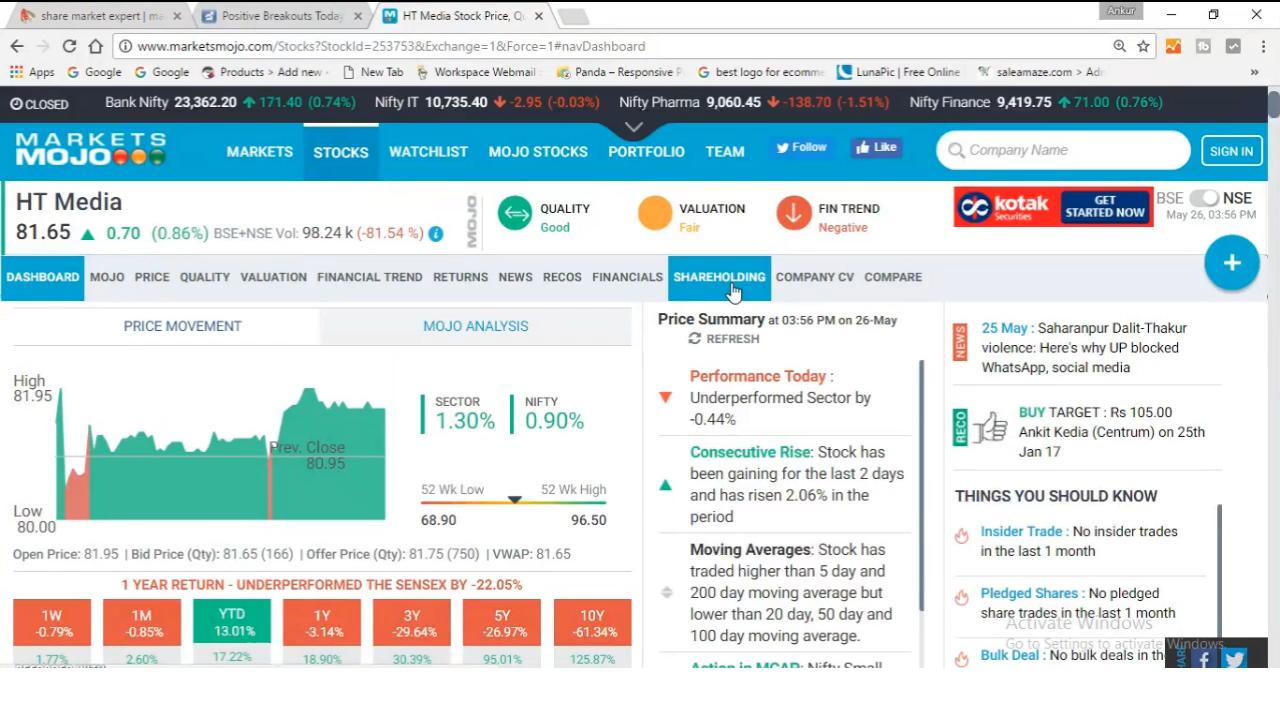 share market expert | ma
Positive Breakouts Today
HT Media Stock Price, Qu
Ankur
www.marketsmojo.com/Stocks?StockId=253753&Exchange=1&Force=1#navDashboard
Apps Google Google Products > Add new New Tab Workspace Webmail Panda – Responsive P best logo for ecomme LunaPic | Free Online saleamaze.com > Adm »
CLOSED Bank Nifty 23,362.20 171.40 (0.74%) Nifty IT 10,735.40 -2.95 (-0.03%) Nifty Pharma 9,060.45 -138.70 (-1.51%) Nifty Finance 9,419.75 71.00 (0.76%)
MARKETS
MOJO
MARKETS STOCKS WATCHLIST MOJO STOCKS PORTFOLIO TEAM Follow Like Company Name SIGN IN
HT Media
81.65 0.70 (0.86%) BSE+NSE Vol: 98.24 k (-81.54 %)
MOJO
QUALITY
Good
VALUATION
Fair
FIN TREND
Negative
kotak
Securities
GET
STARTED NOW
BSE NSE
May 26, 03:56 PM
DASHBOARD MOJO PRICE QUALITY VALUATION FINANCIAL TREND RETURNS NEWS RECOS FINANCIALS SHAREHOLDING COMPANY CV COMPARE
PRICE MOVEMENT MOJO ANALYSIS
High
81.95
Prev. Close
80.95
Low
80.00
SECTOR
1.30%
NIFTY
0.90%
52 Wk Low 52 Wk High
68.90 96.50
Open Price: 81.95 | Bid Price (Qty): 81.65 (166) | Offer Price (Qty): 81.75 (750) | VWAP: 81.65
1 YEAR RETURN - UNDERPERFORMED THE SENSEX BY -22.05%
1W 1M YTD 1Y 3Y 5Y 10Y
-0.79% -0.85% 13.01% -3.14% -29.64% -26.97% -61.34%
1.77% 2.60% 17.22% 18.90% 30.39% 95.01% 125.87%
Price Summary at 03:56 PM on 26-May
REFRESH
Performance Today :
Underperformed Sector by
-0.44%
Consecutive Rise: Stock has
been gaining for the last 2 days
and has risen 2.06% in the
period
Moving Averages: Stock has
traded higher than 5 day and
200 day moving average but
lower than 20 day, 50 day and
100 day moving average.
Action in MCAP: Nifty Small
NEWS
25 May : Saharanpur Dalit-Thakur
violence: Here's why UP blocked
WhatsApp, social media
RECO
BUY TARGET : Rs 105.00
Ankit Kedia (Centrum) on 25th
Jan 17
THINGS YOU SHOULD KNOW
Insider Trade : No insider trades
in the last 1 month
Pledged Shares : No pledged
share trades in the last 1 month
Bulk Deal : No bulk deals in th
Activate Windows
Go to Settings to activate Windows.
SHARE